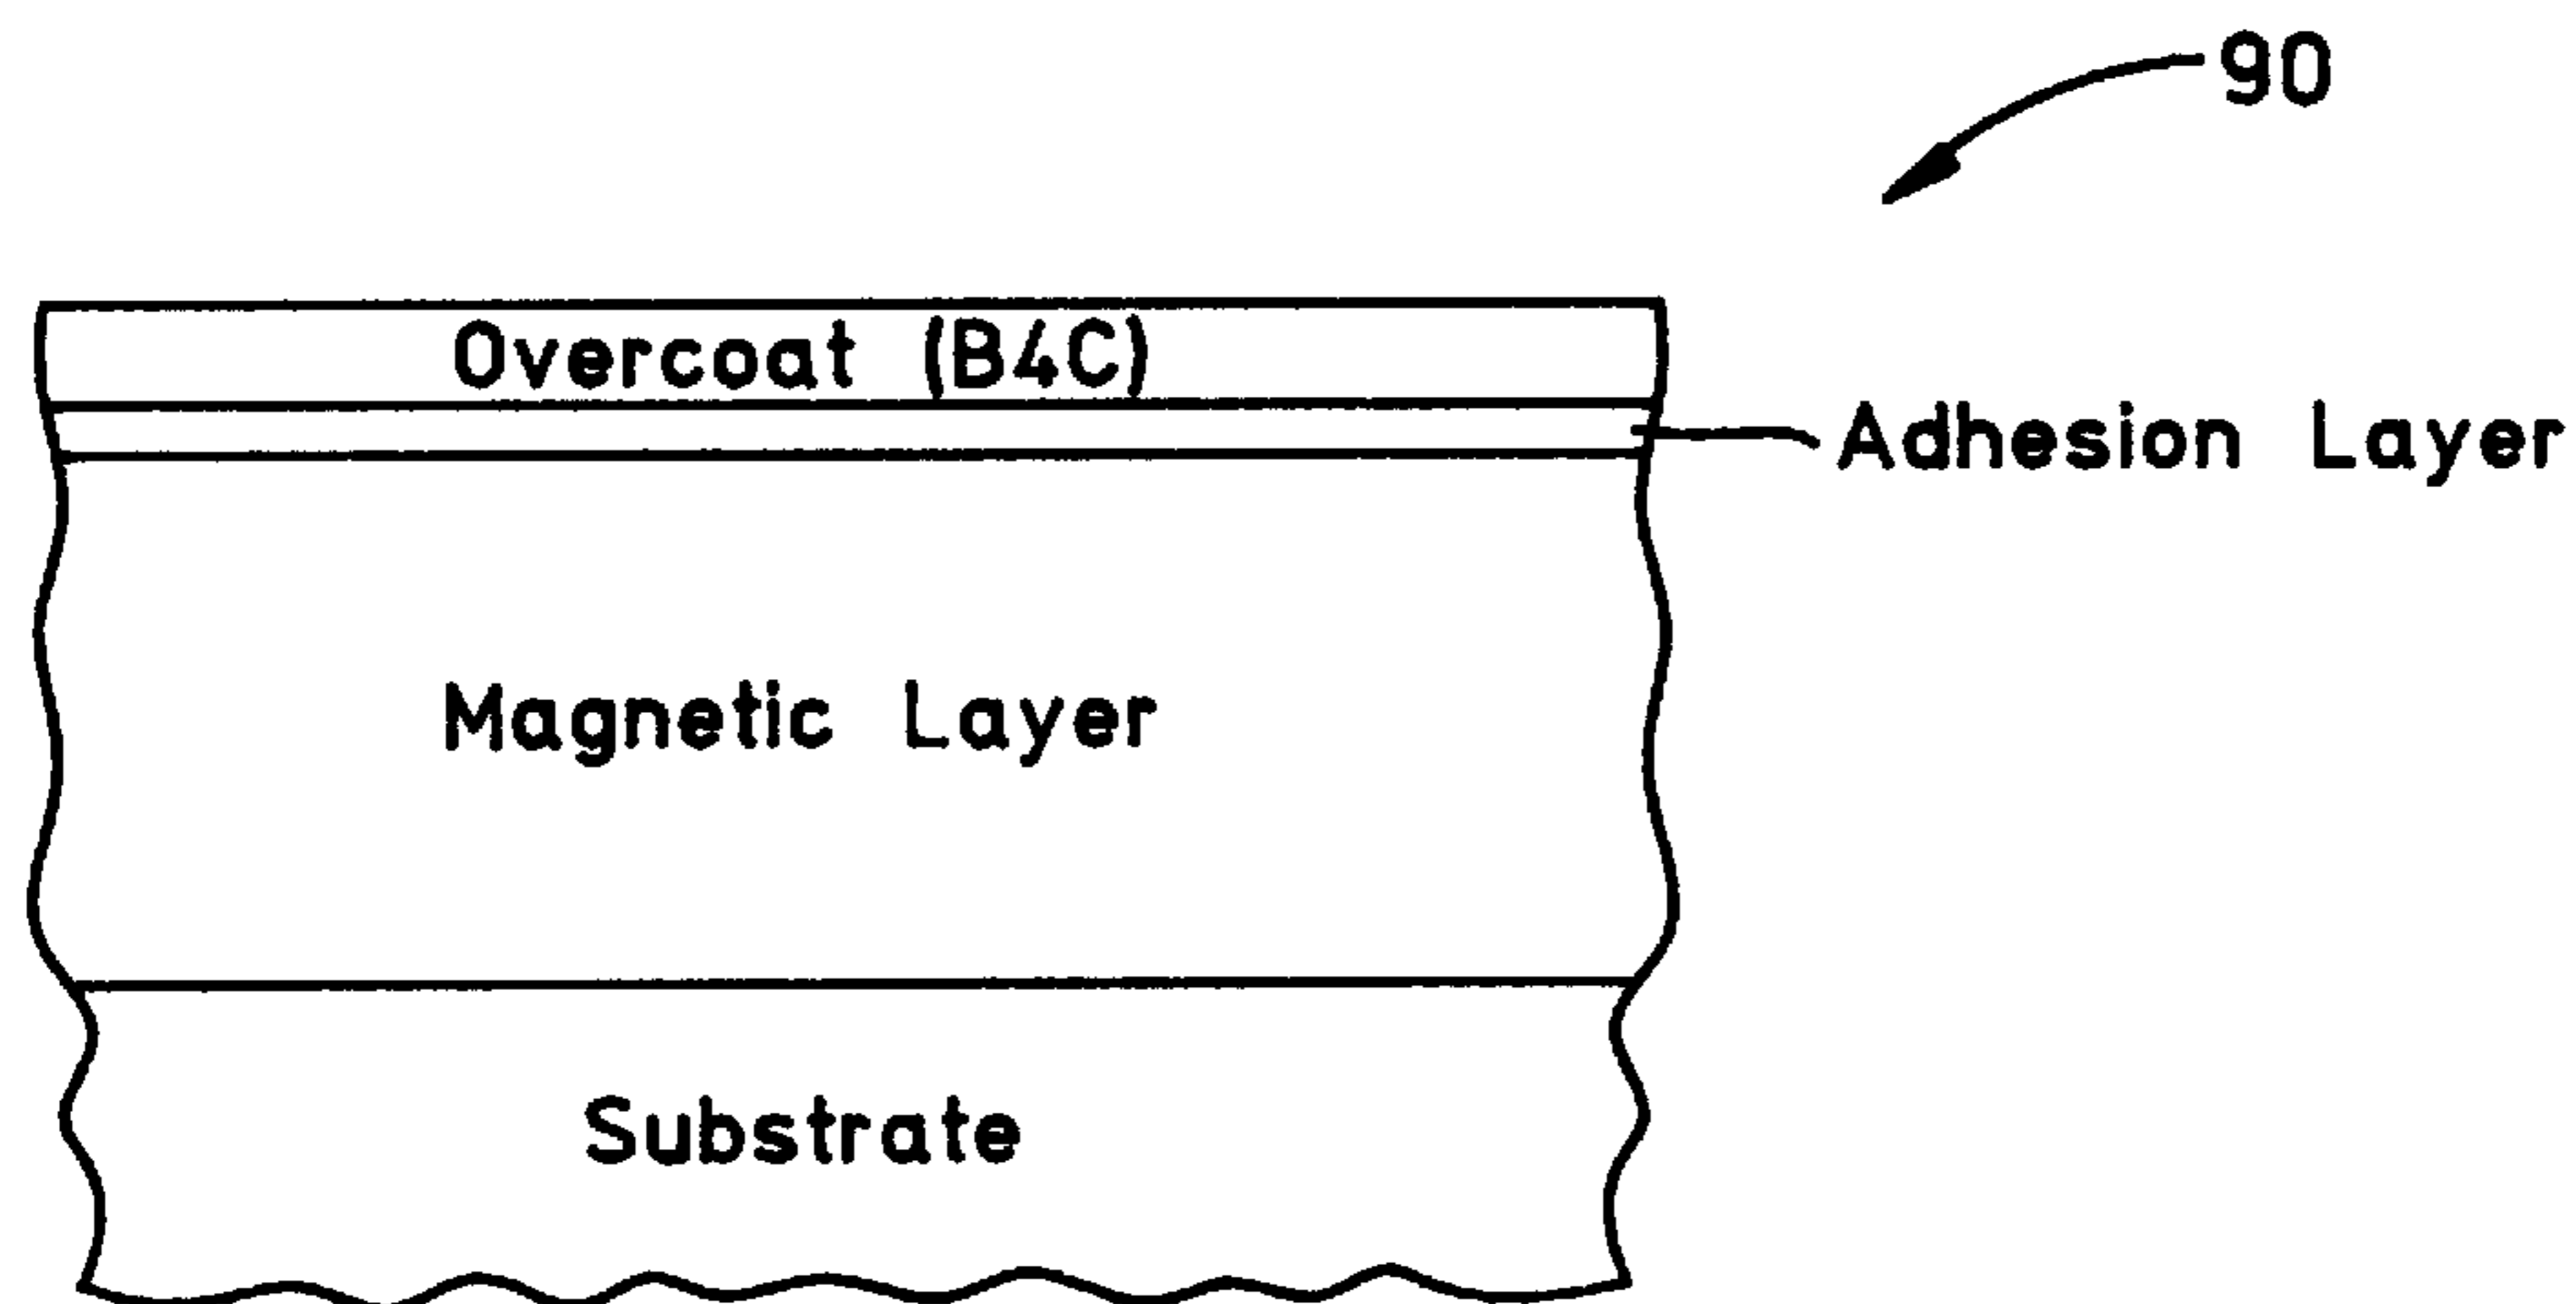 90
Overcoat (B4C)
Adhesion Layer
Magnetic Layer
Substrate